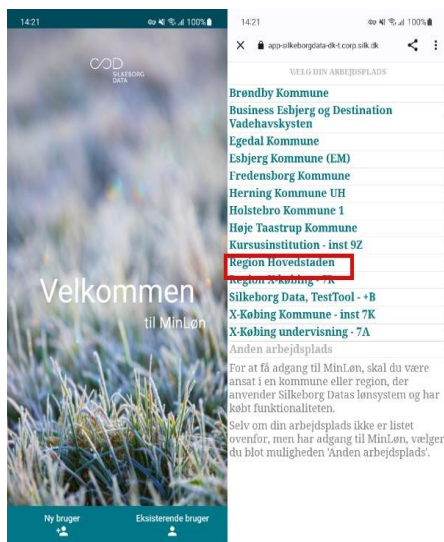 14:21
100%
SILKEBORG
DATA
Velkommen
til MinLøn
Ny bruger
Eksisterende bruger
14:21
100%
app-silkeborgdata-dk-t.corp.silk.dk
VÆLG DIN ARBEJDSPLADS
Brøndby Kommune
Business Esbjerg og Destination
Vadehavskysten
Egedal Kommune
Esbjerg Kommune (EM)
Fredensborg Kommune
Herning Kommune UH
Holstebro Kommune 1
Høje Taastrup Kommune
Kursusinstitution - inst 9Z
Region Hovedstaden
Region X-købing - 7R
Silkeborg Data, TestTool - +B
X-Købing Kommune - inst 7K
X-Købing undervisning - 7A
Anden arbejdsplads
For at få adgang til MinLøn, skal du være
ansat i en kommune eller region, der
anvender Silkeborg Datas lønsystem og har
købt funktionaliteten.
Selv om din arbejdsplads ikke er listet
ovenfor, men har adgang til MinLøn, vælger
du blot muligheden 'Anden arbejdsplads'.